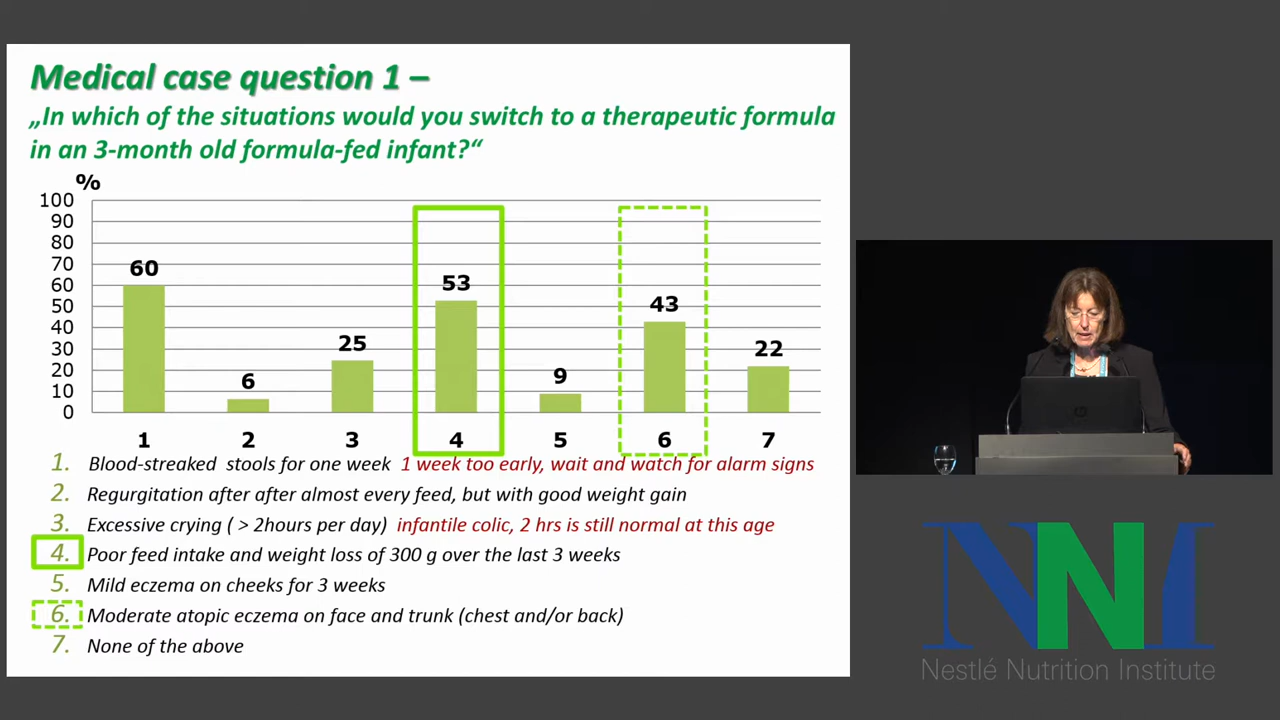 Medical case question 1 –
„In which of the situations would you switch to a therapeutic formula
in an 3-month old formula-fed infant?“
%
100
90
80
70
60
50
40
30
20
10
0
60
6
25
53
9
43
22
1 2 3 4 5 6 7
1. Blood-streaked stools for one week 1 week too early, wait and watch for alarm signs
2. Regurgitation after after almost every feed, but with good weight gain
3. Excessive crying ( > 2hours per day) infantile colic, 2 hrs is still normal at this age
4. Poor feed intake and weight loss of 300 g over the last 3 weeks
5. Mild eczema on cheeks for 3 weeks
6. Moderate atopic eczema on face and trunk (chest and/or back)
7. None of the above
NNI
Nestlé Nutrition Institute